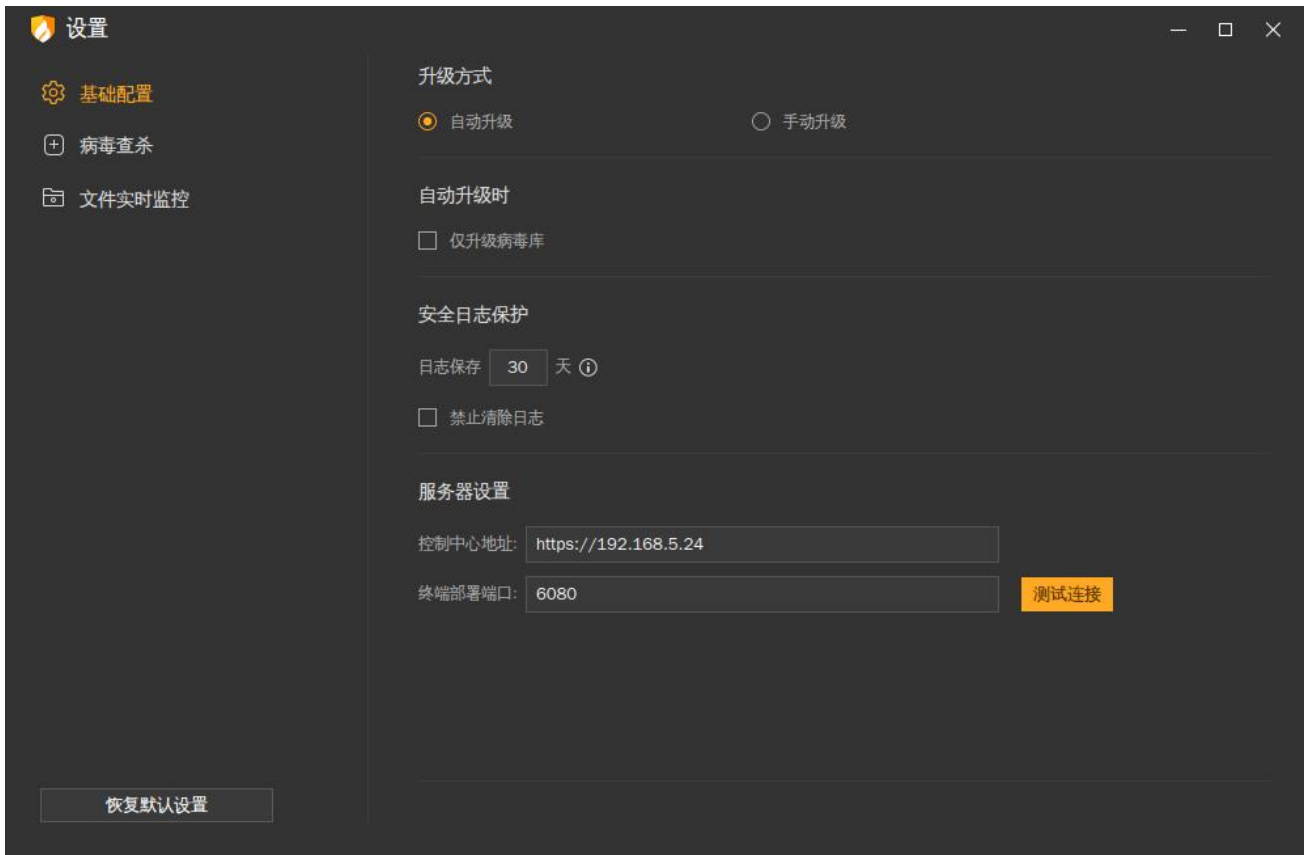 设置
基础配置
病毒查杀
文件实时监控
恢复默认设置
升级方式
自动升级 手动升级
自动升级时
仅升级病毒库
安全日志保护
日志保存 30 天
禁止清除日志
服务器设置
控制中心地址: https://192.168.5.24
终端部署端口: 6080 测试连接